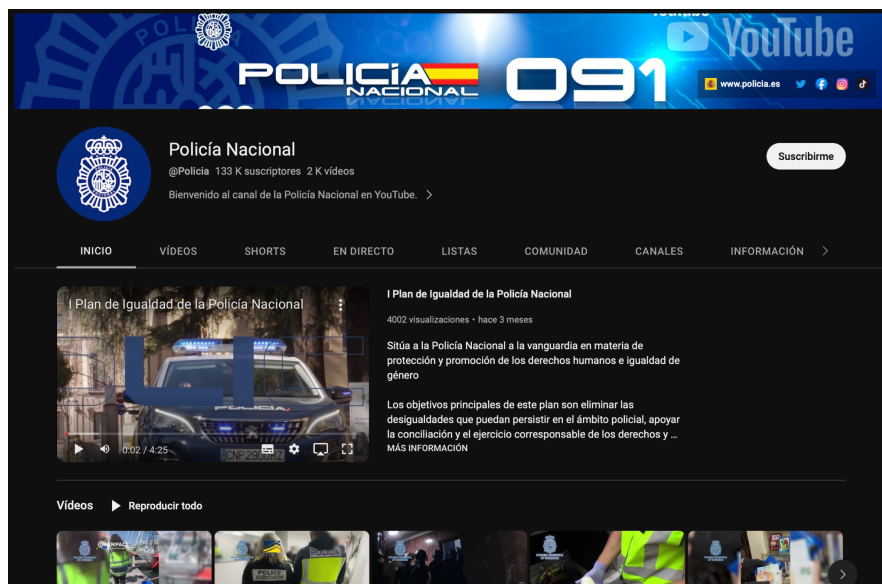 Youtube
YouTube
POLICÍA
NACIONAL
091
www.policia.es
Policía Nacional
@Policia 133 K suscriptores 2 K vídeos
Bienvenido al canal de la Policía Nacional en YouTube.
Suscribirme
INICIO VÍDEOS SHORTS EN DIRECTO LISTAS COMUNIDAD CANALES INFORMACIÓN
I Plan de Igualdad de la Policía Nacional
POLICÍA
0:02 / 4:25
I Plan de Igualdad de la Policía Nacional
4002 visualizaciones • hace 3 meses
Sitúa a la Policía Nacional a la vanguardia en materia de
protección y promoción de los derechos humanos e igualdad de
género
Los objetivos principales de este plan son eliminar las
desigualdades que puedan persistir en el ámbito policial, apoyar
la conciliación y el ejercicio corresponsable de los derechos y ...
MÁS INFORMACIÓN
Vídeos Reproducir todo
EMPACT
POLICE
JUDICIAIRE